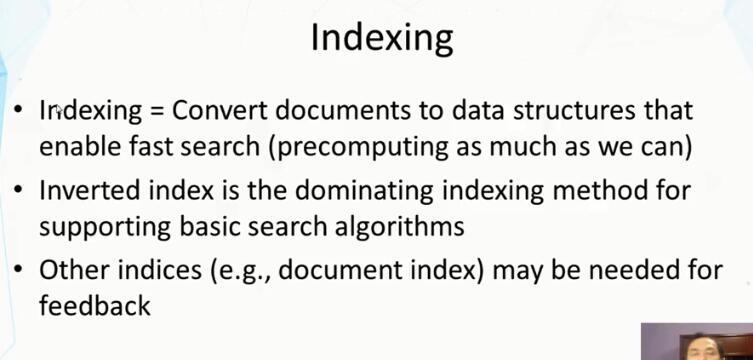 Indexing
• Indexing = Convert documents to data structures that
enable fast search (precomputing as much as we can)
• Inverted index is the dominating indexing method for
supporting basic search algorithms
• Other indices (e.g., document index) may be needed for
feedback